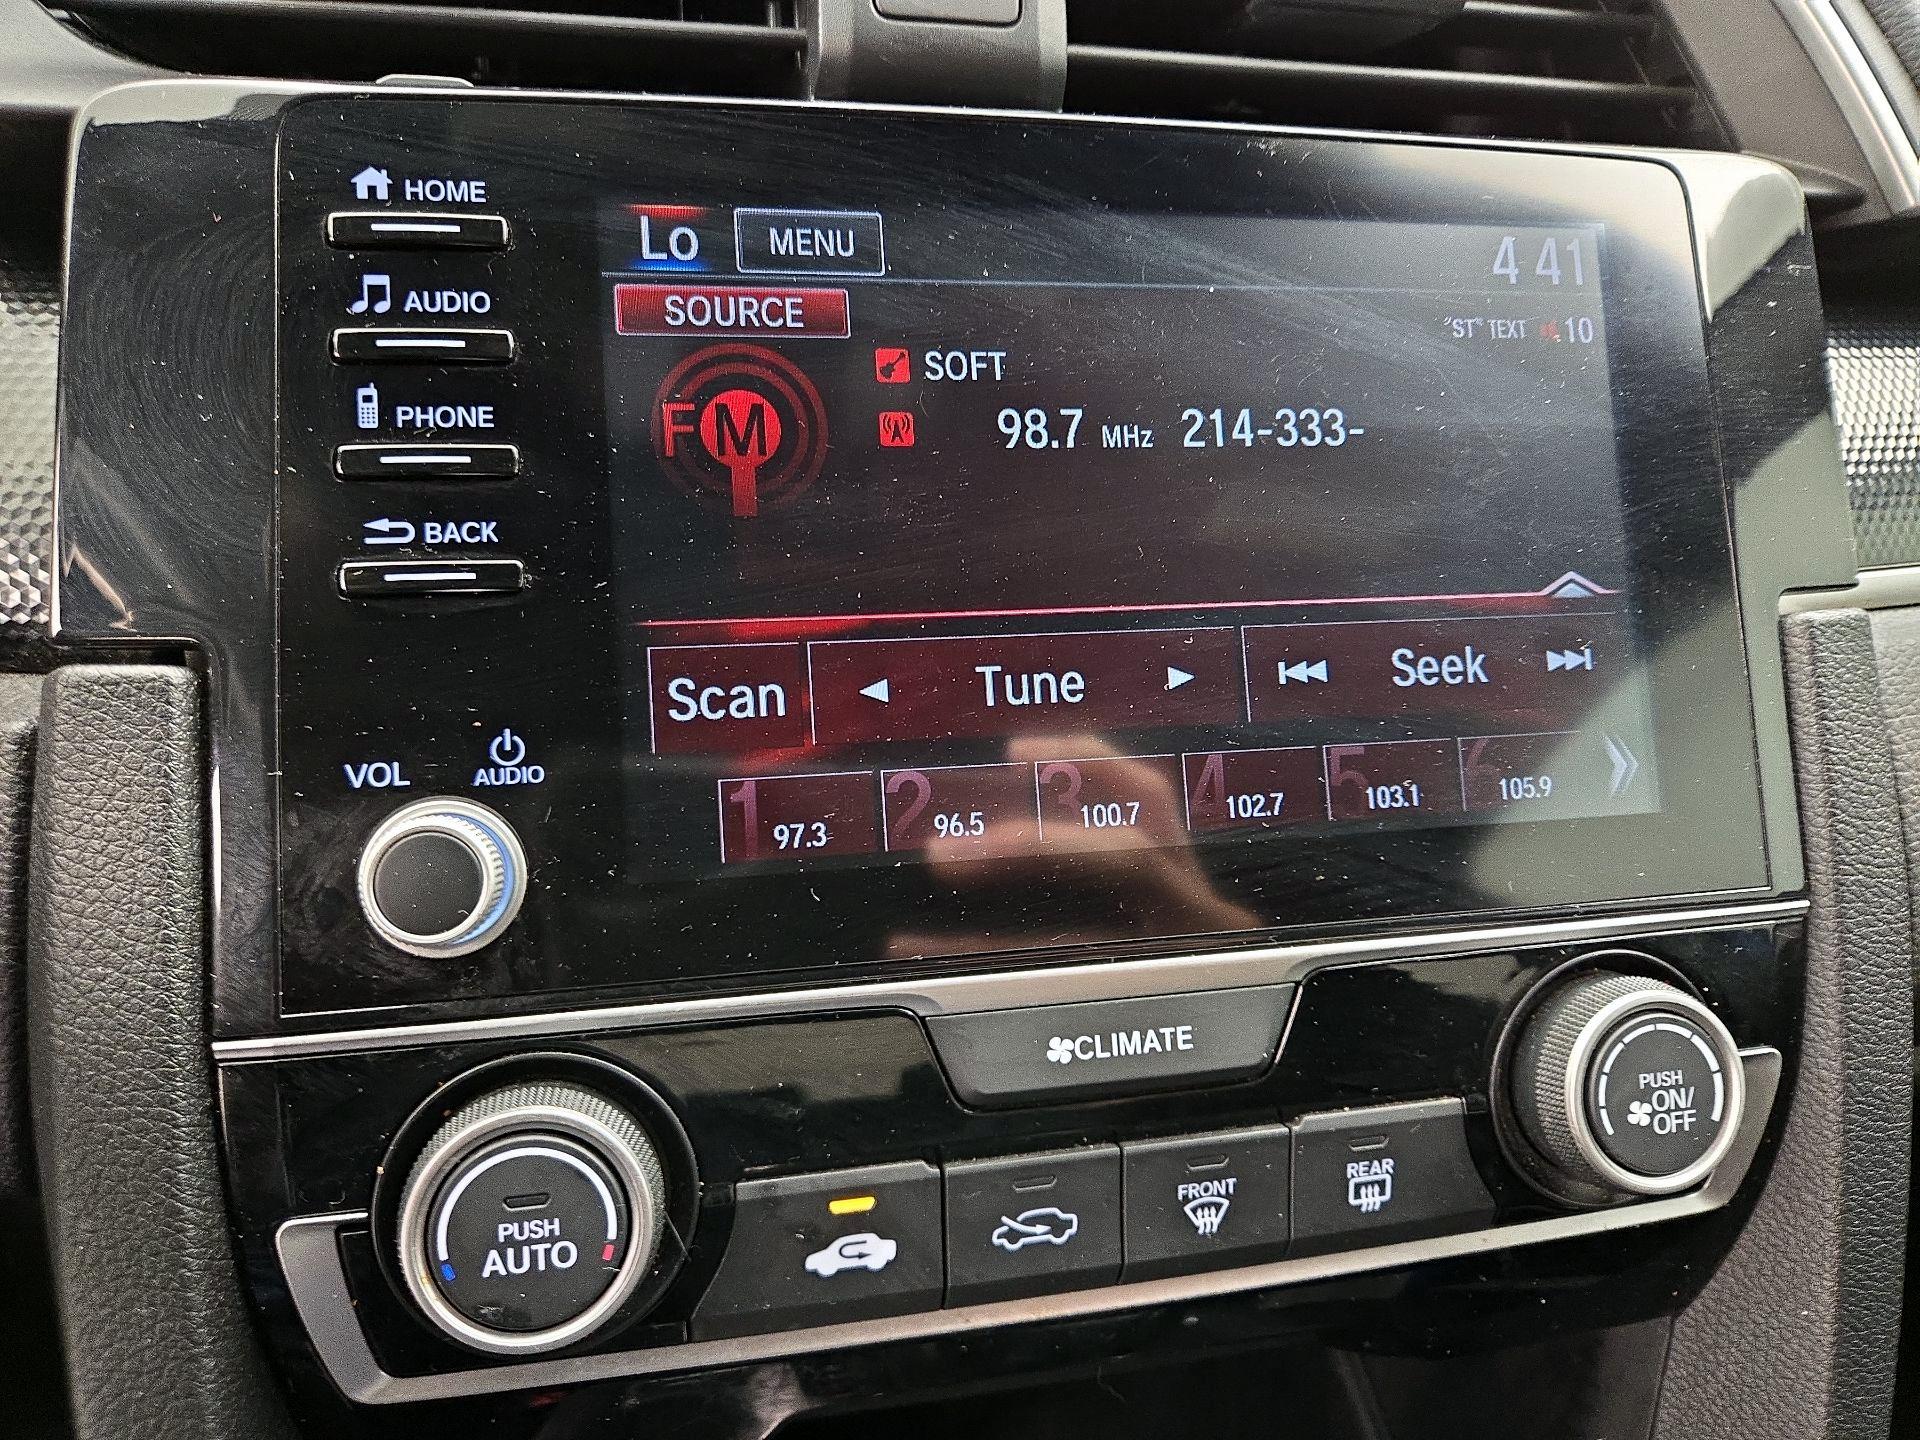 HOME
AUDIO
PHONE
BACK
VOL
AUDIO
Lo MENU 4 41
SOURCE
"ST" TEXT 10
SOFT
FM
98.7 MHz 214-333-
Scan Tune Seek
1 97.3 2 96.5 3 100.7 4 102.7 5 103.1 6 105.9
CLIMATE
PUSH
AUTO
FRONT
REAR
PUSH
ON/
OFF